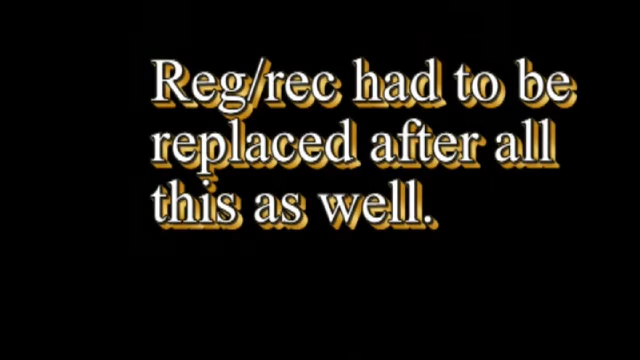 Reg/rec had to be
replaced after all
this as well.